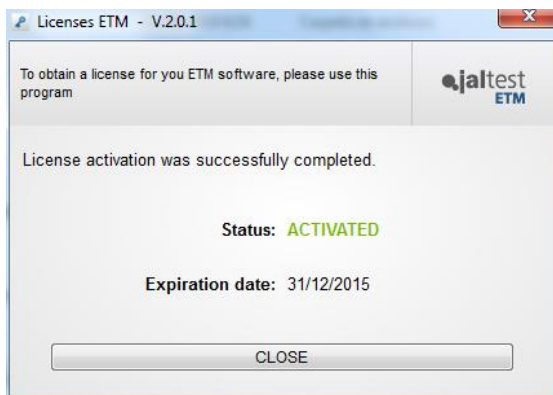 Licenses ETM - V.2.0.1
To obtain a license for you ETM software, please use this
program
jaltest
ETM
License activation was successfully completed.
Status: ACTIVATED
Expiration date: 31/12/2015
CLOSE